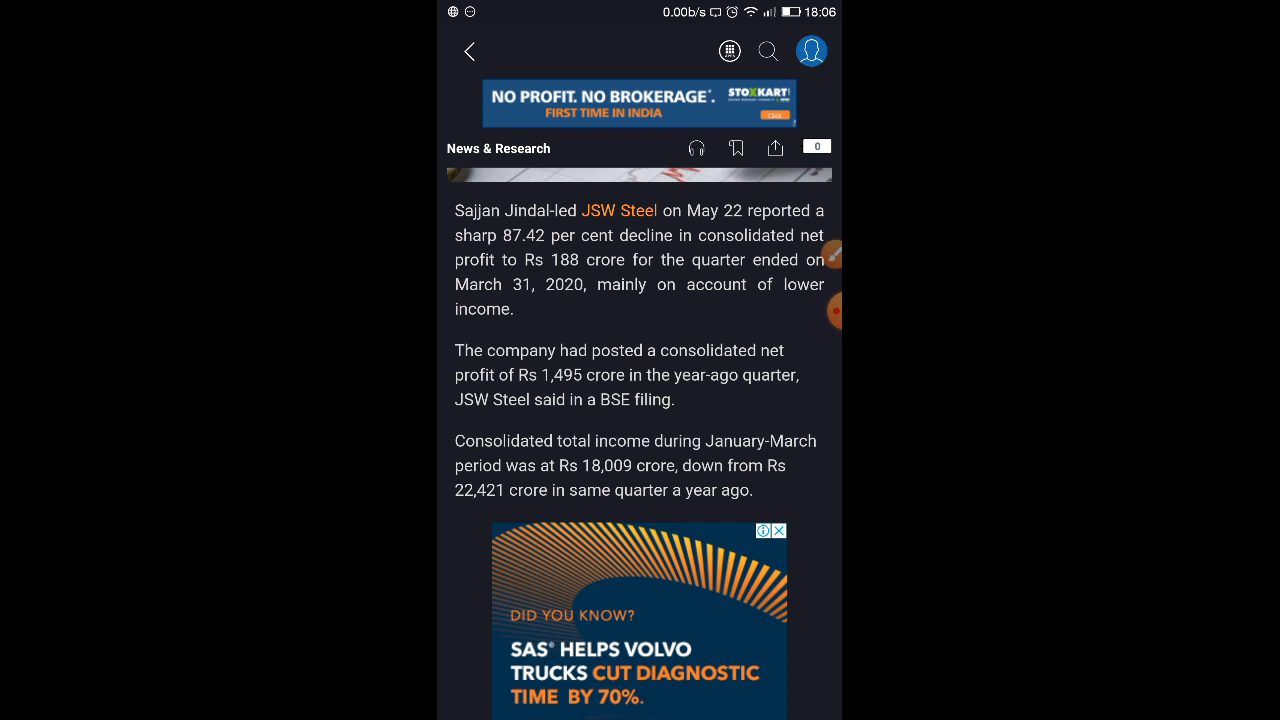 0.00b/s 18:06
NO PROFIT. NO BROKERAGE*. STOXKART!
FIRST TIME IN INDIA Click
News & Research 0
Sajjan Jindal-led JSW Steel on May 22 reported a
sharp 87.42 per cent decline in consolidated net
profit to Rs 188 crore for the quarter ended on
March 31, 2020, mainly on account of lower
income.
The company had posted a consolidated net
profit of Rs 1,495 crore in the year-ago quarter,
JSW Steel said in a BSE filing.
Consolidated total income during January-March
period was at Rs 18,009 crore, down from Rs
22,421 crore in same quarter a year ago.
DID YOU KNOW?
SAS® HELPS VOLVO
TRUCKS CUT DIAGNOSTIC
TIME BY 70%.